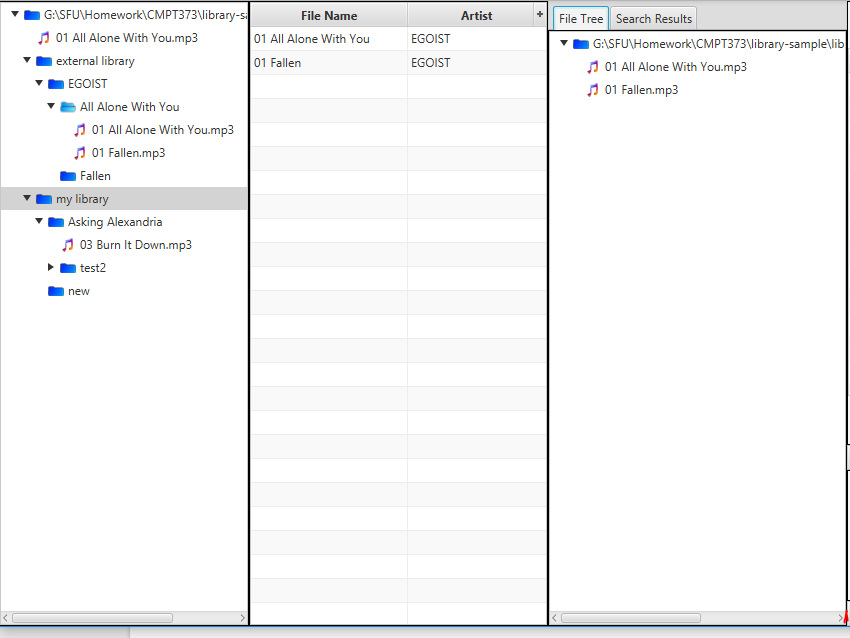 G:\SFU\Homework\CMPT373\library-sa
01 All Alone With You.mp3
external library
EGOIST
All Alone With You
01 All Alone With You.mp3
01 Fallen.mp3
Fallen
my library
Asking Alexandria
03 Burn It Down.mp3
test2
new
File Name Artist +
01 All Alone With You EGOIST
01 Fallen EGOIST
File Tree Search Results
G:\SFU\Homework\CMPT373\library-sample\lib
01 All Alone With You.mp3
01 Fallen.mp3